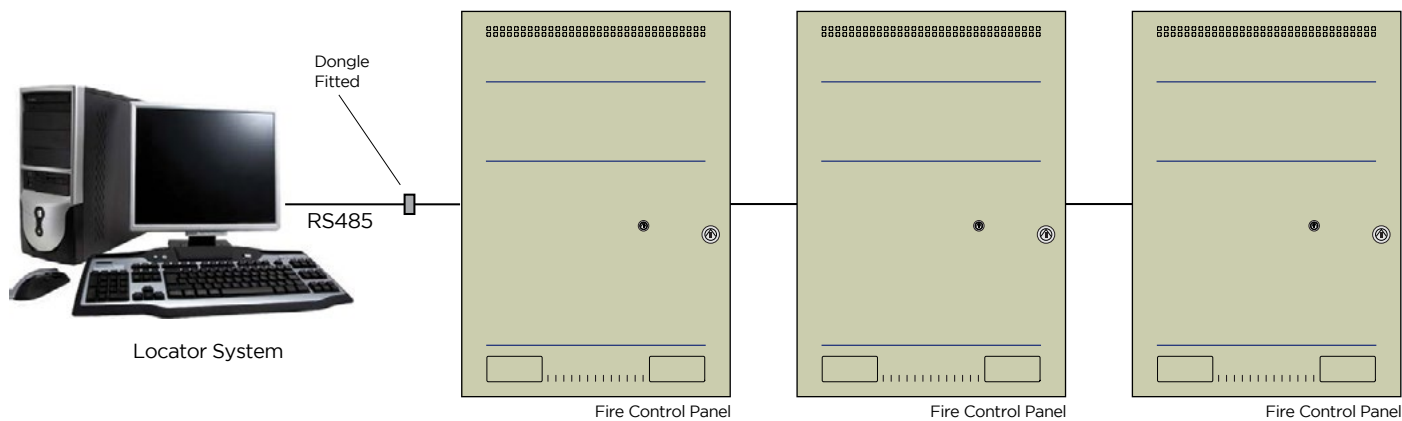 Dongle
Fitted
RS485
Locator System
Fire Control Panel
Fire Control Panel
Fire Control Panel